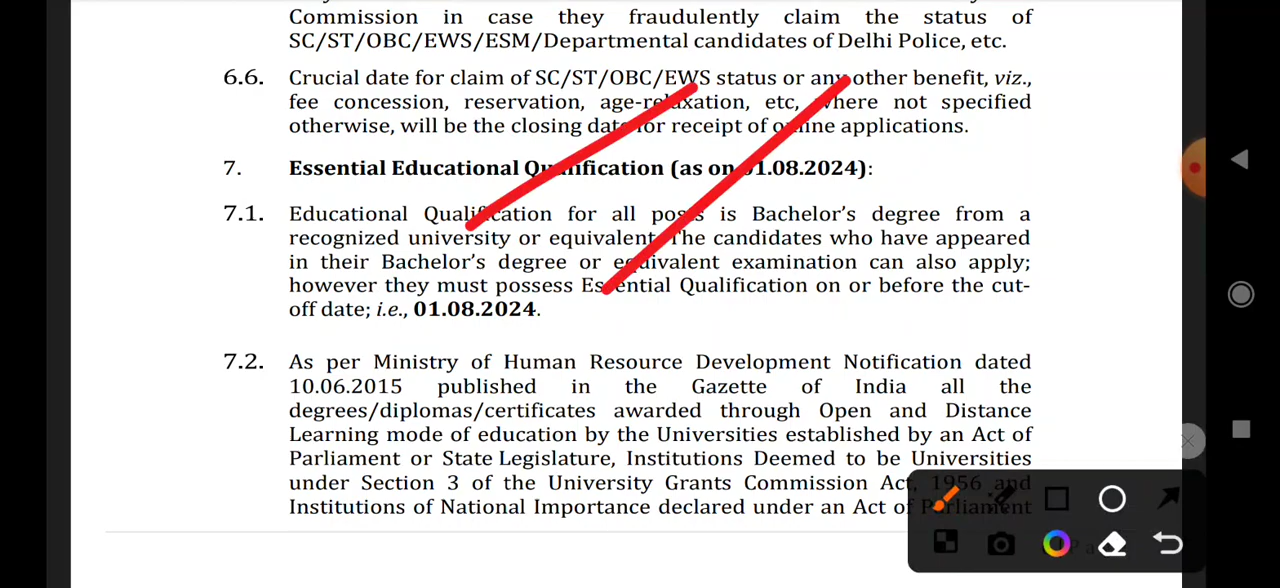 Commission in case they fraudulently claim the status of
SC/ST/OBC/EWS/ESM/Departmental candidates of Delhi Police, etc.
6.6. Crucial date for claim of SC/ST/OBC/EWS status or any other benefit, viz.,
fee concession, reservation, age-relaxation, etc, where not specified
otherwise, will be the closing date for receipt of online applications.
7. Essential Educational Qualification (as on 01.08.2024):
7.1. Educational Qualification for all posts is Bachelor's degree from a
recognized university or equivalent. The candidates who have appeared
in their Bachelor's degree or equivalent examination can also apply;
however they must possess Essential Qualification on or before the cut-
off date; i.e., 01.08.2024.
7.2. As per Ministry of Human Resource Development Notification dated
10.06.2015 published in the Gazette of India all the
degrees/diplomas/certificates awarded through Open and Distance
Learning mode of education by the Universities established by an Act of
Parliament or State Legislature, Institutions Deemed to be Universities
under Section 3 of the University Grants Commission Act, 1956 and
Institutions of National Importance declared under an Act of Parliament